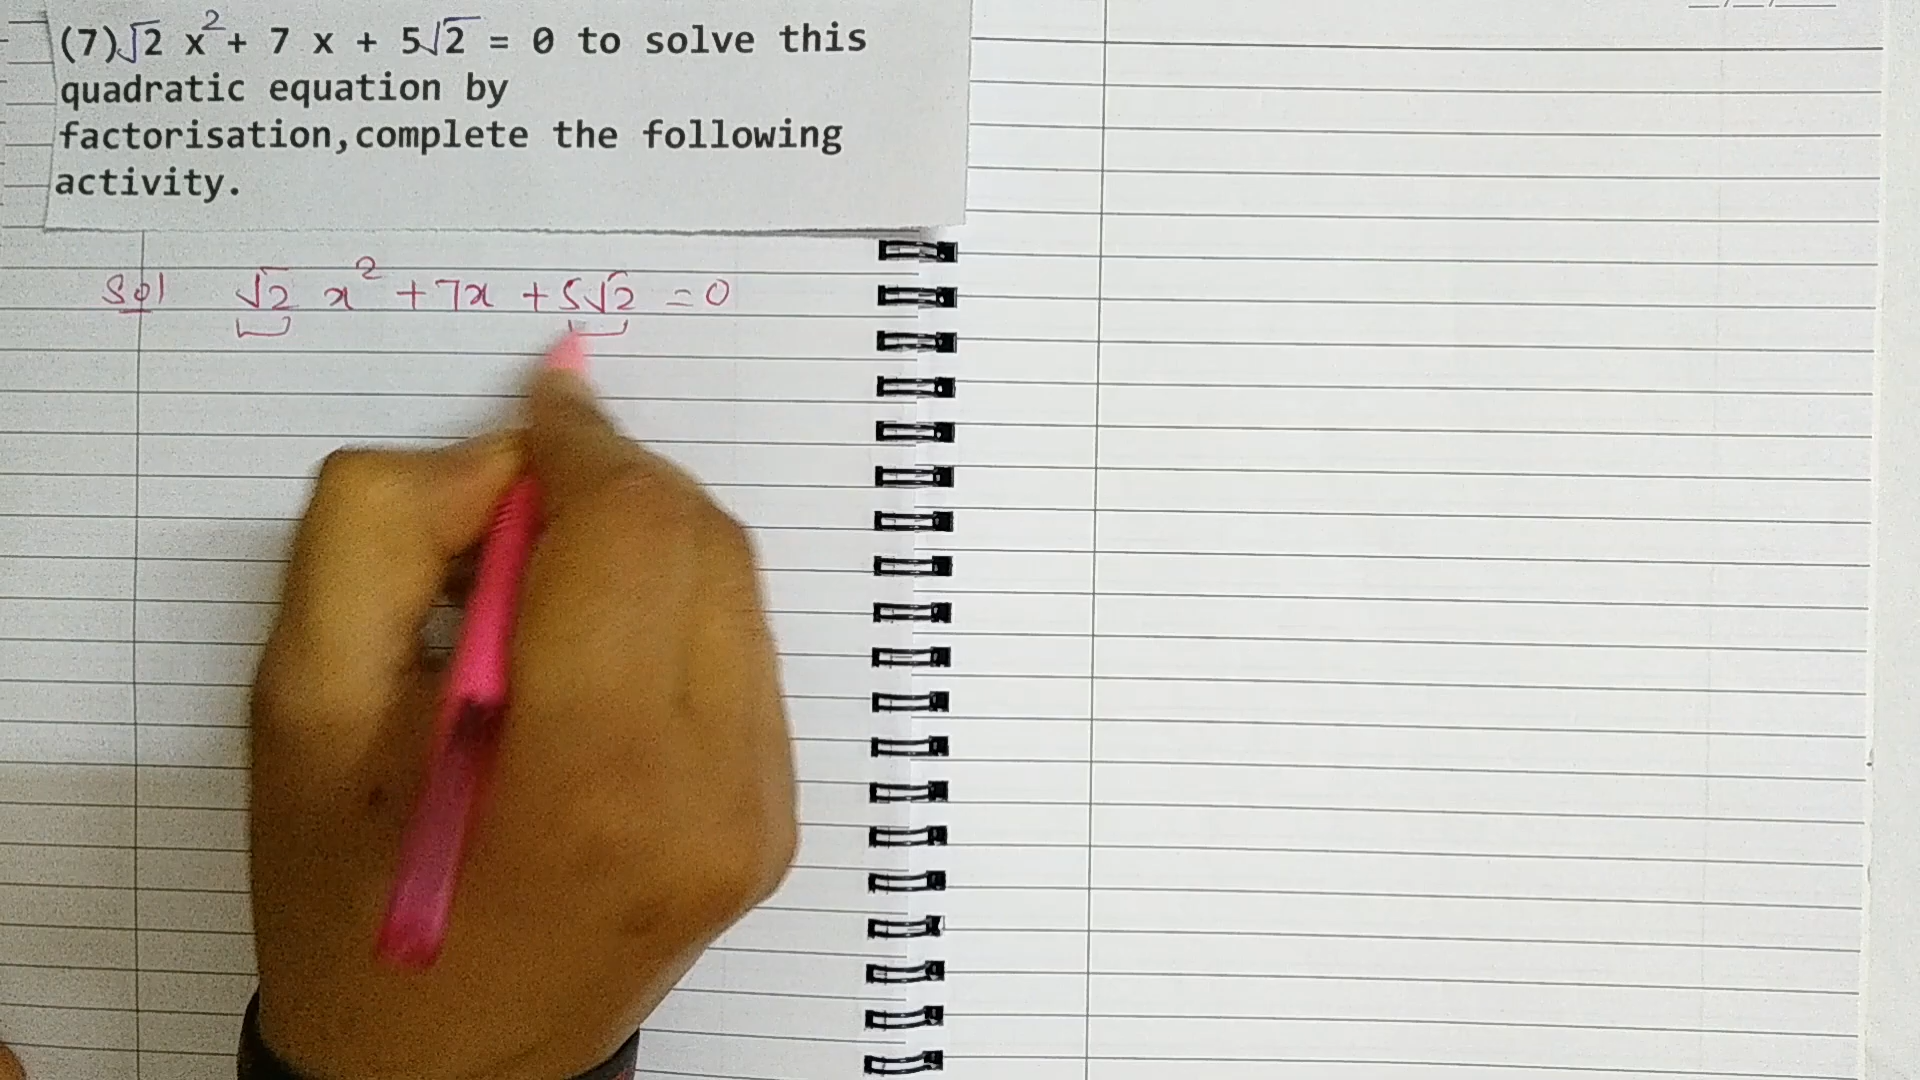 (7)√2 x²+ 7 x + 5√2 = 0 to solve this
quadratic equation by
factorisation,complete the following
activity.
Sol √2 x² +7x +5√2 =0